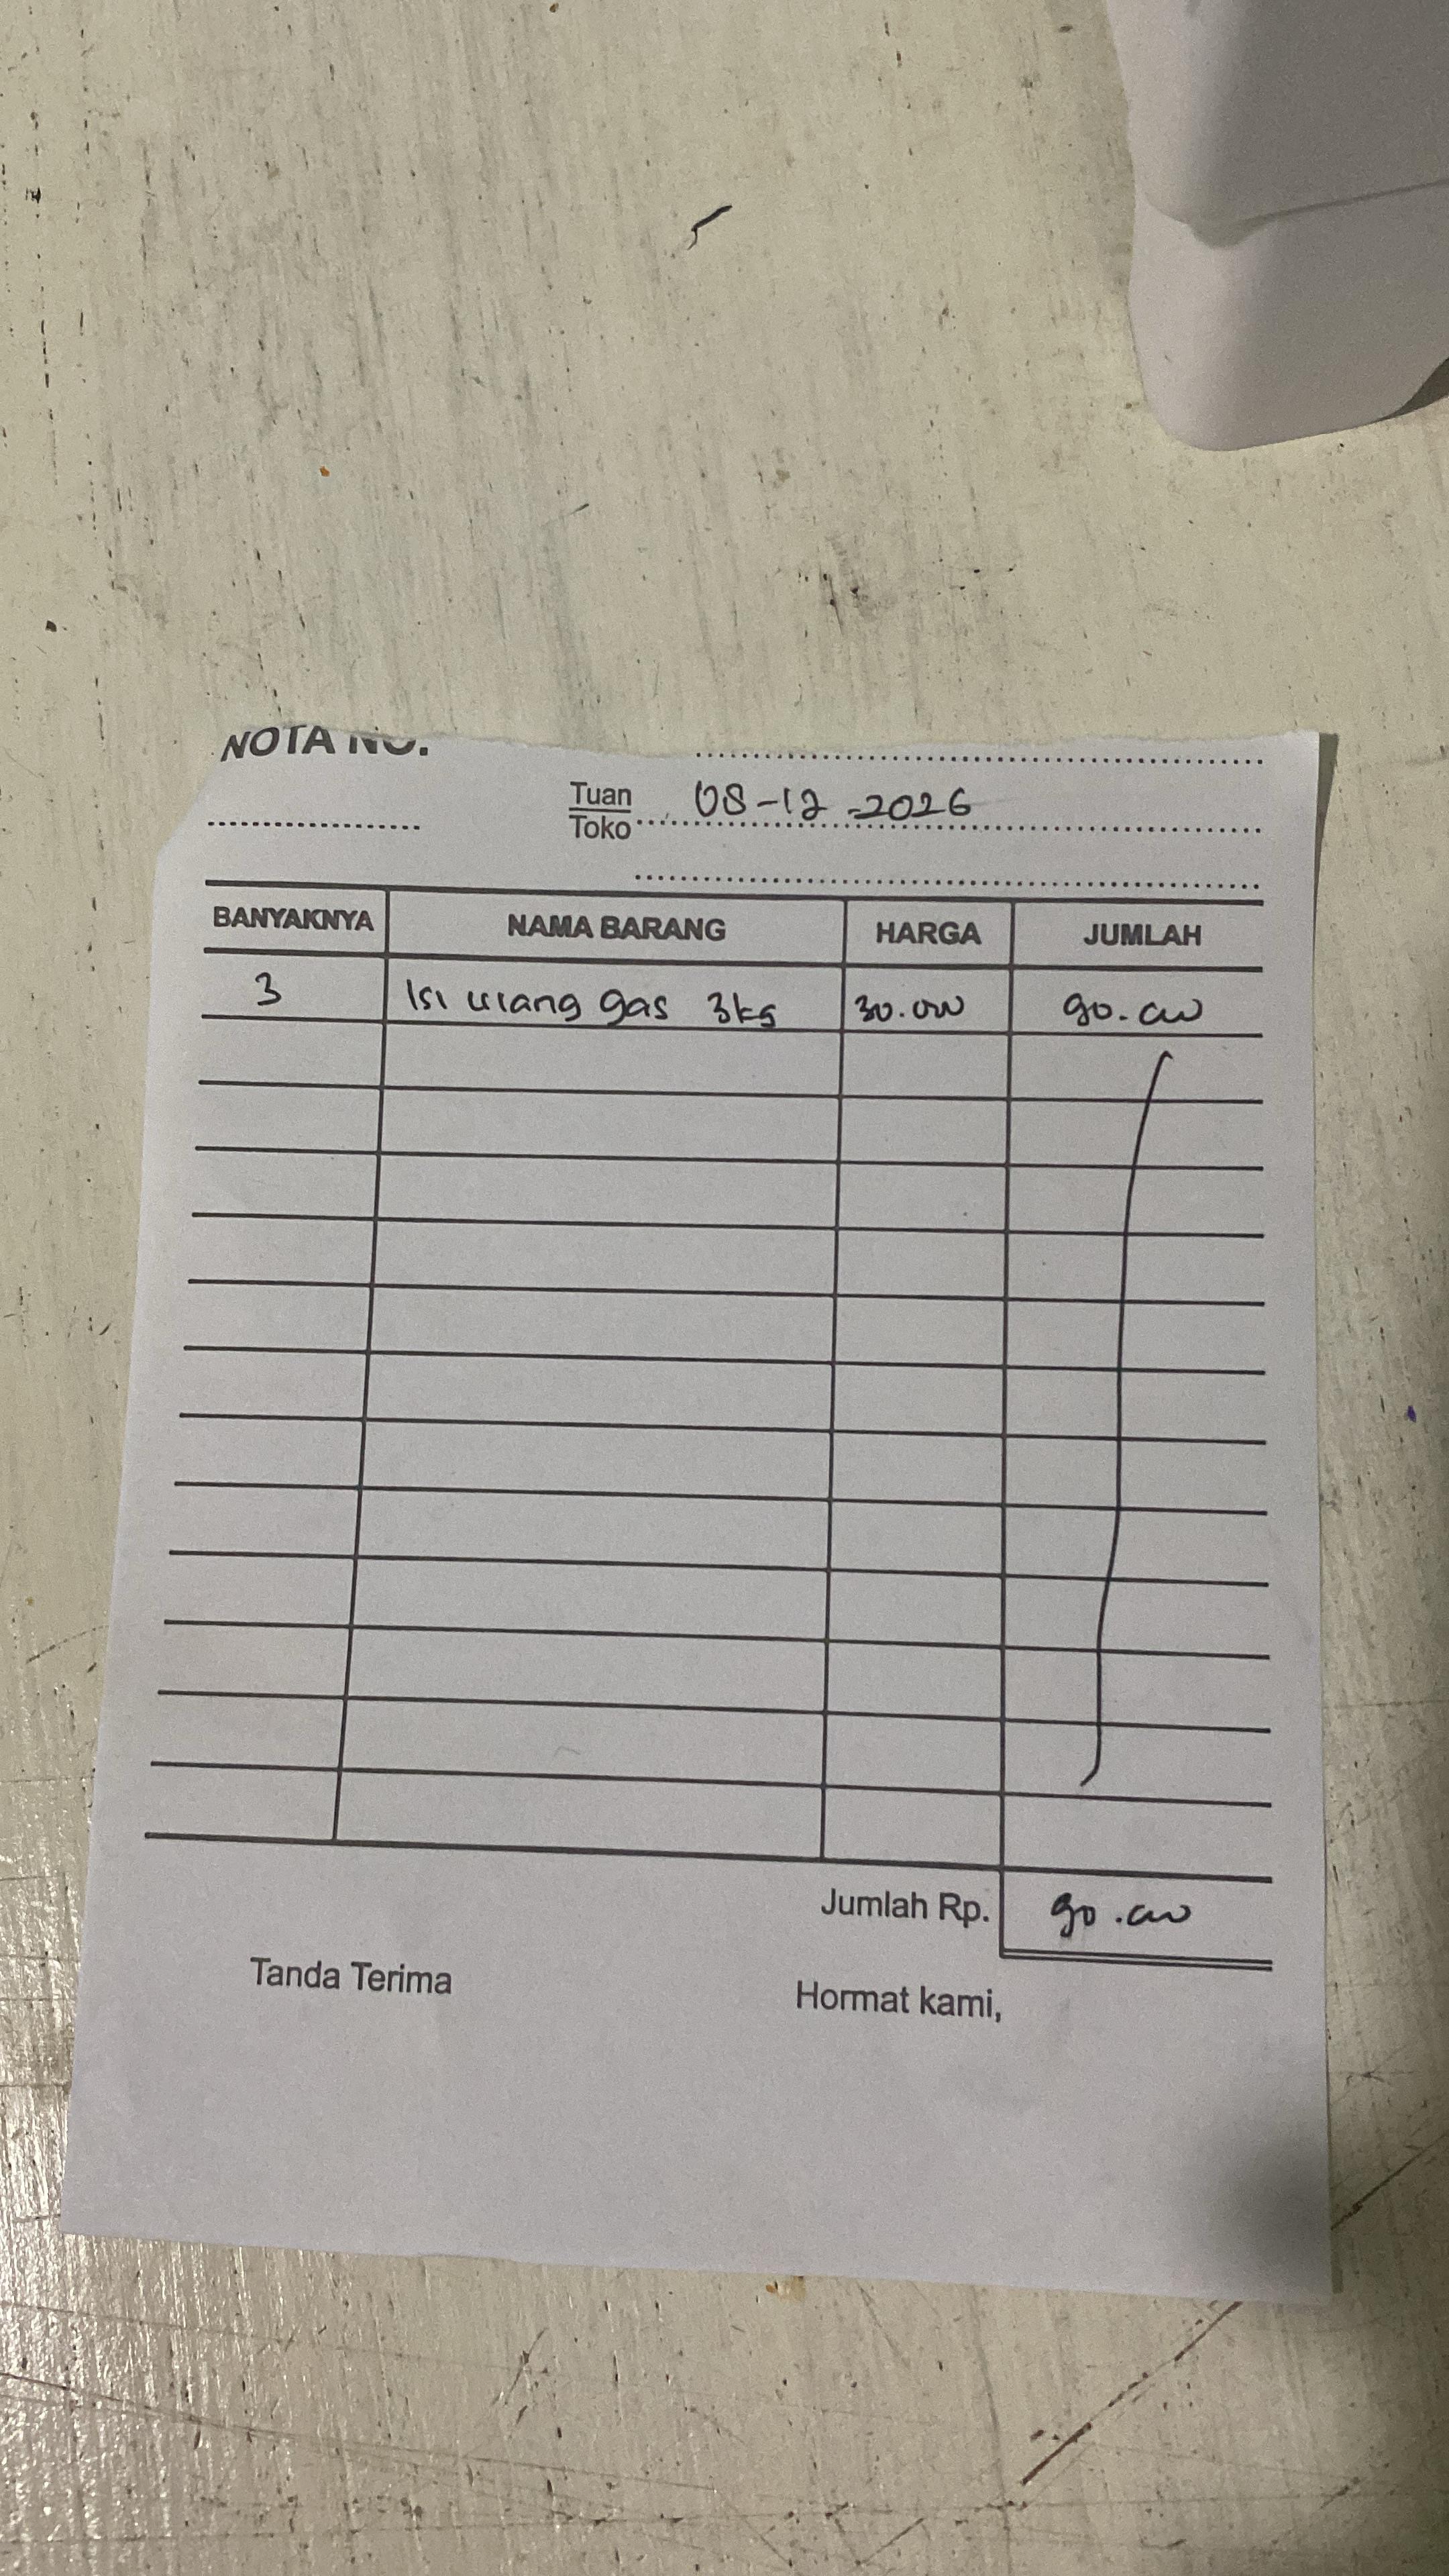 NOTA NO.
Tuan
Toko 08-12-2026
BANYAKNYA NAMA BARANG HARGA JUMLAH
3 Isi ulang gas 3kg 30.000 90.000
Jumlah Rp. 90.000
Tanda Terima Hormat kami,